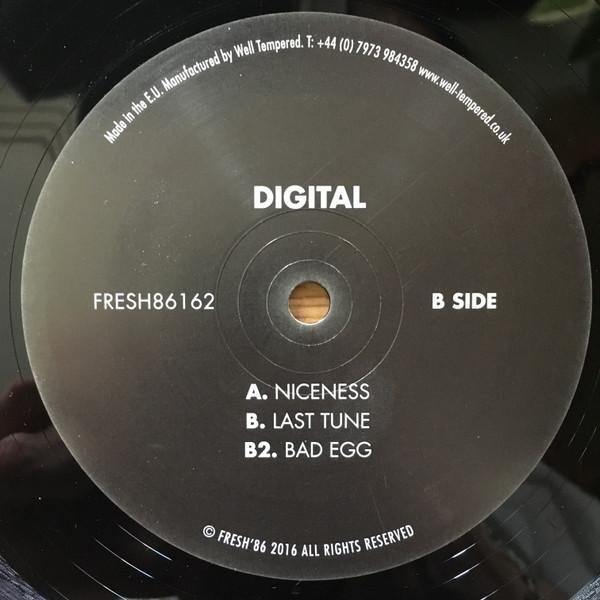 Made in the E.U. Manufactured by Well Tempered. T: +44 (0) 7973 984358 www.well-tempered.co.uk
DIGITAL
FRESH86162
B SIDE
A. NICENESS
B. LAST TUNE
B2. BAD EGG
© FRESH'86 2016 ALL RIGHTS RESERVED